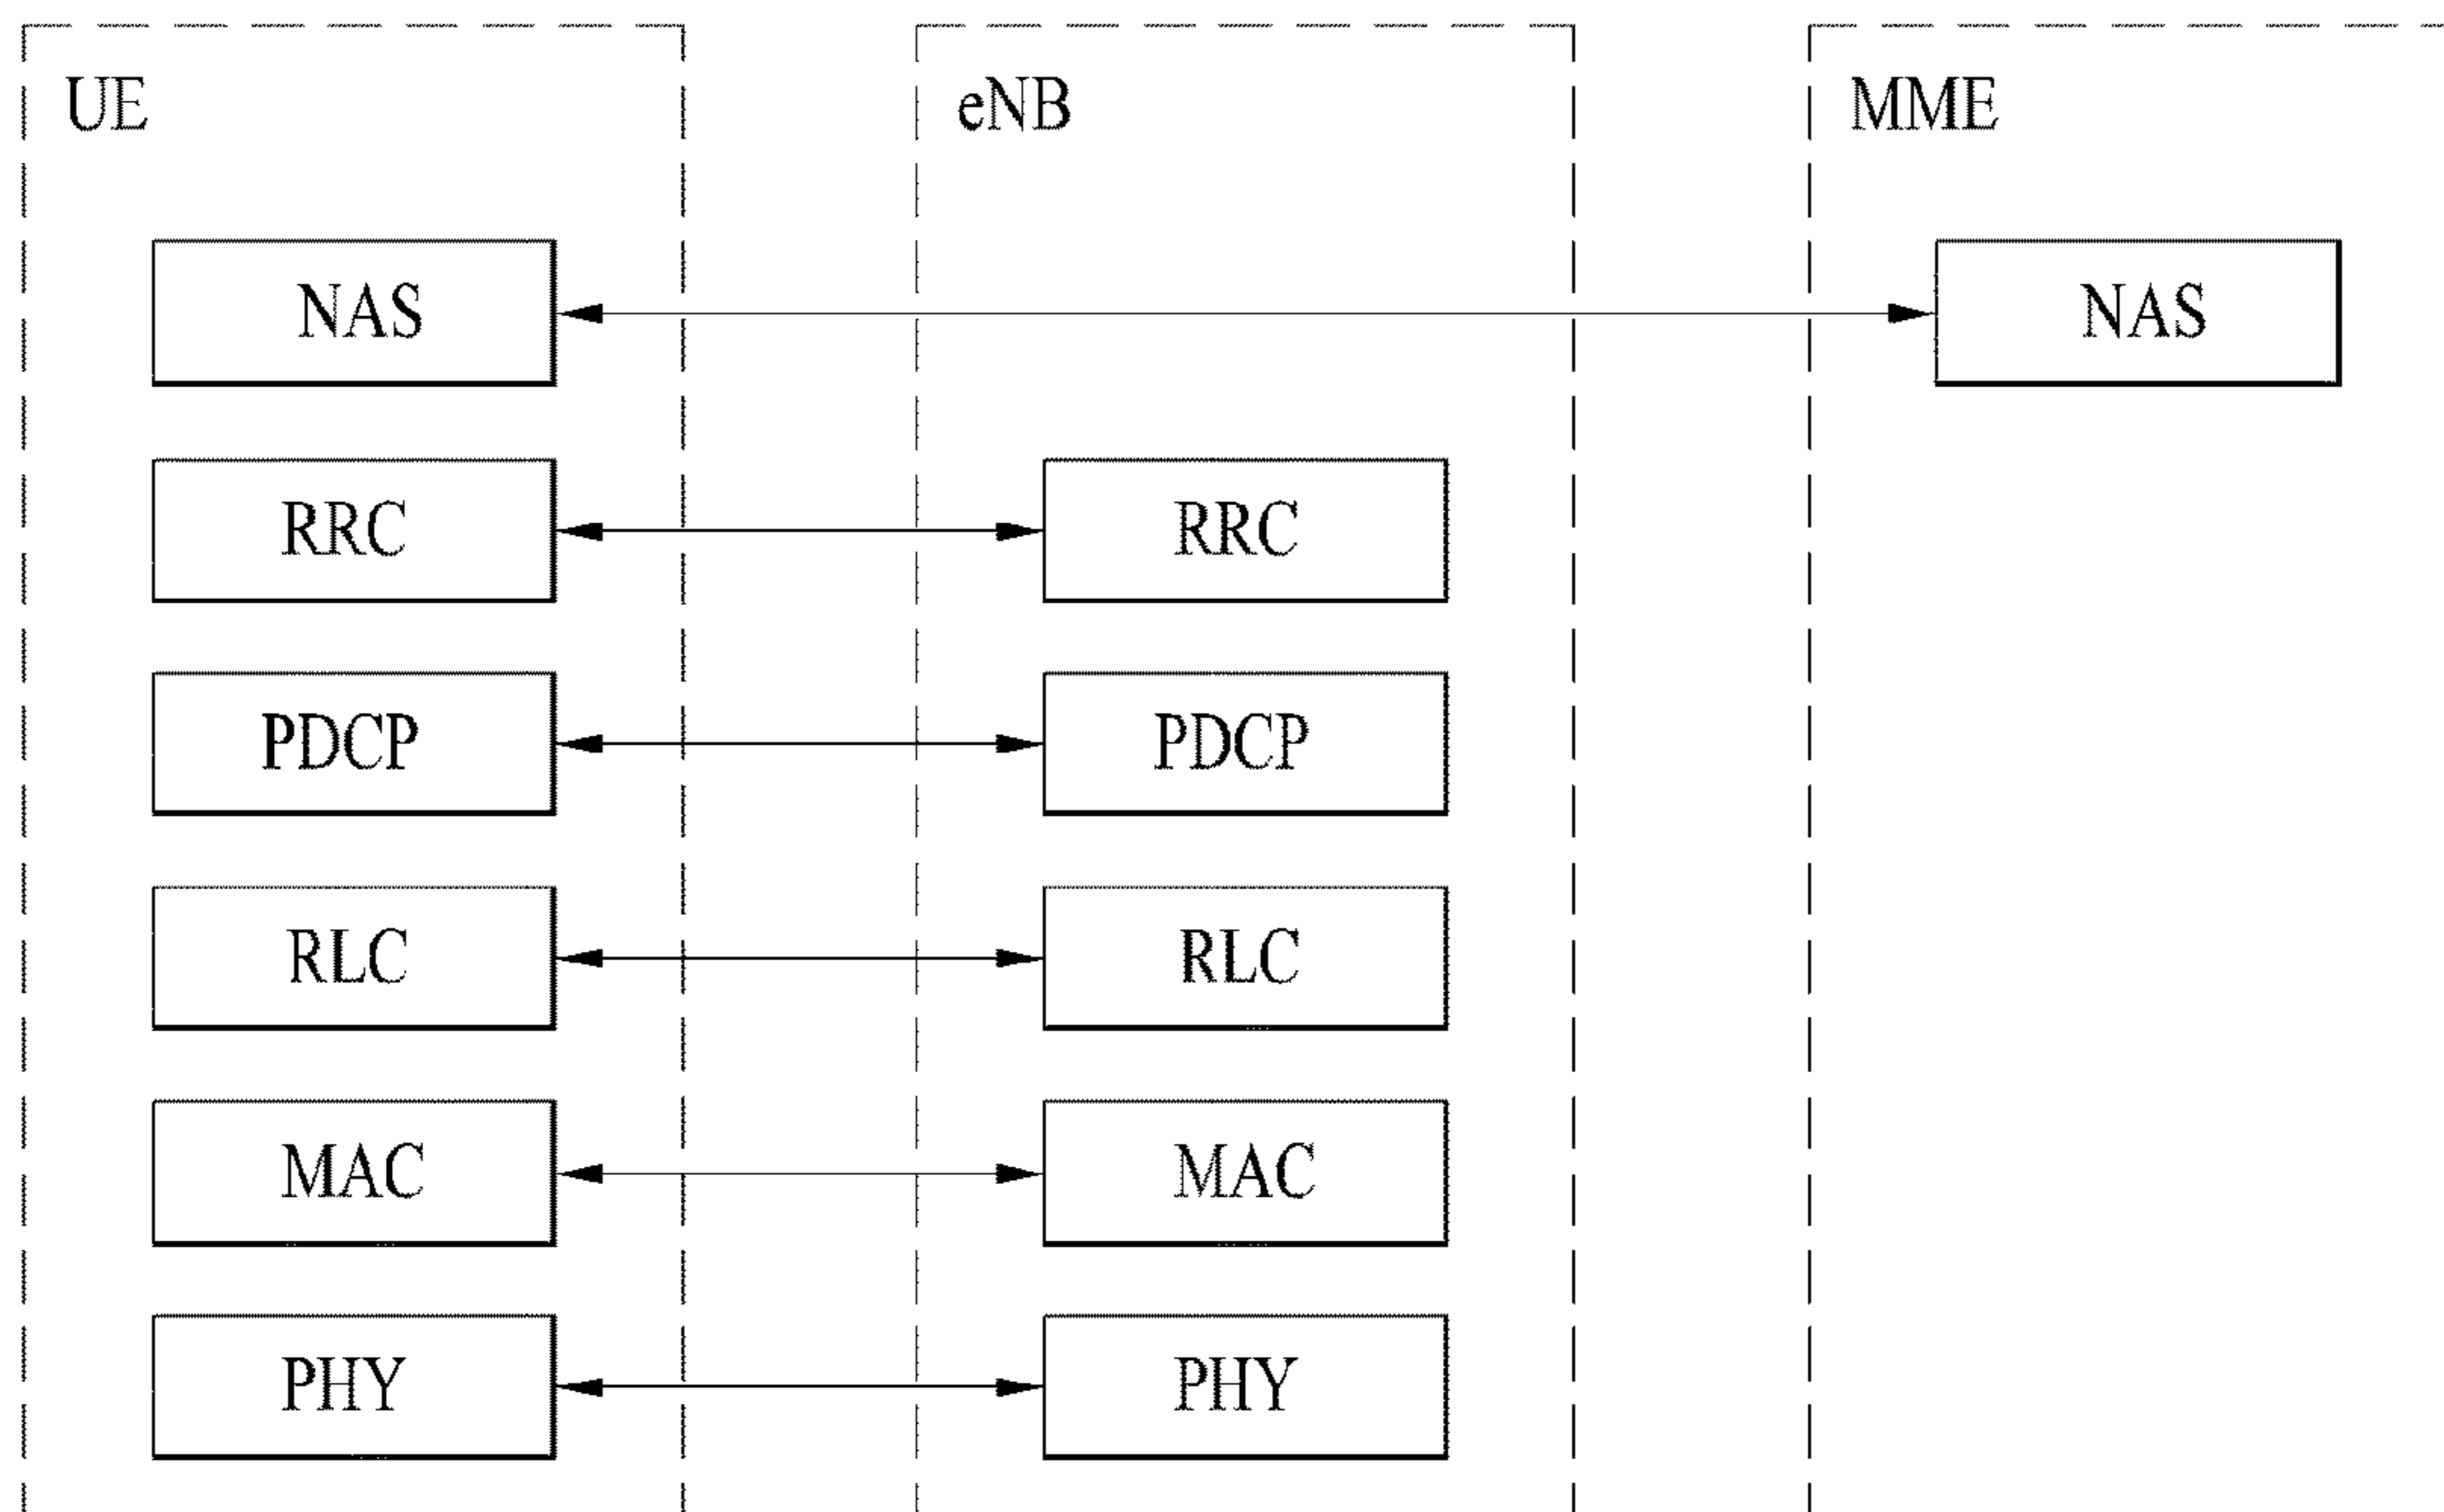 UE eNB MME
NAS NAS
RRC RRC
PDCP PDCP
RLC RLC
MAC MAC
PHY PHY